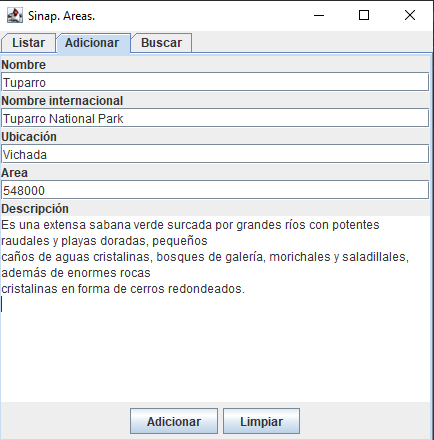 Sinap. Areas.
Listar Adicionar Buscar
Nombre
Tuparro
Nombre internacional
Tuparro National Park
Ubicación
Vichada
Area
548000
Descripción
Es una extensa sabana verde surcada por grandes ríos con potentes
raudales y playas doradas, pequeños
caños de aguas cristalinas, bosques de galería, morichales y saladillales,
además de enormes rocas
cristalinas en forma de cerros redondeados.
Adicionar Limpiar